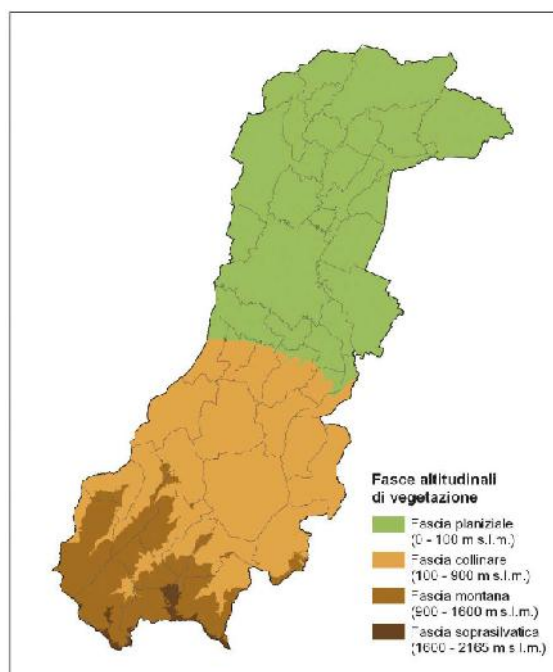 Fasce altitudinali
di vegetazione
Fascia planiziale
(0 - 100 m s.l.m.)
Fascia collinare
(100 - 900 m s.l.m.)
Fascia montana
(900 - 1600 m s.l.m.)
Fascia soprasilvatica
(1600 - 2165 m s.l.m.)